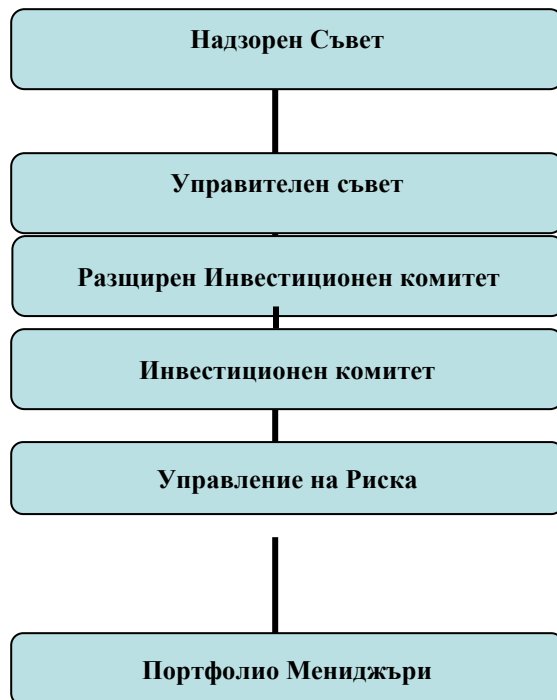 Надзорен Съвет
Управителен съвет
Разщирен Инвестиционен комитет
Инвестиционен комитет
Управление на Риска
Портфолио Мениджъри